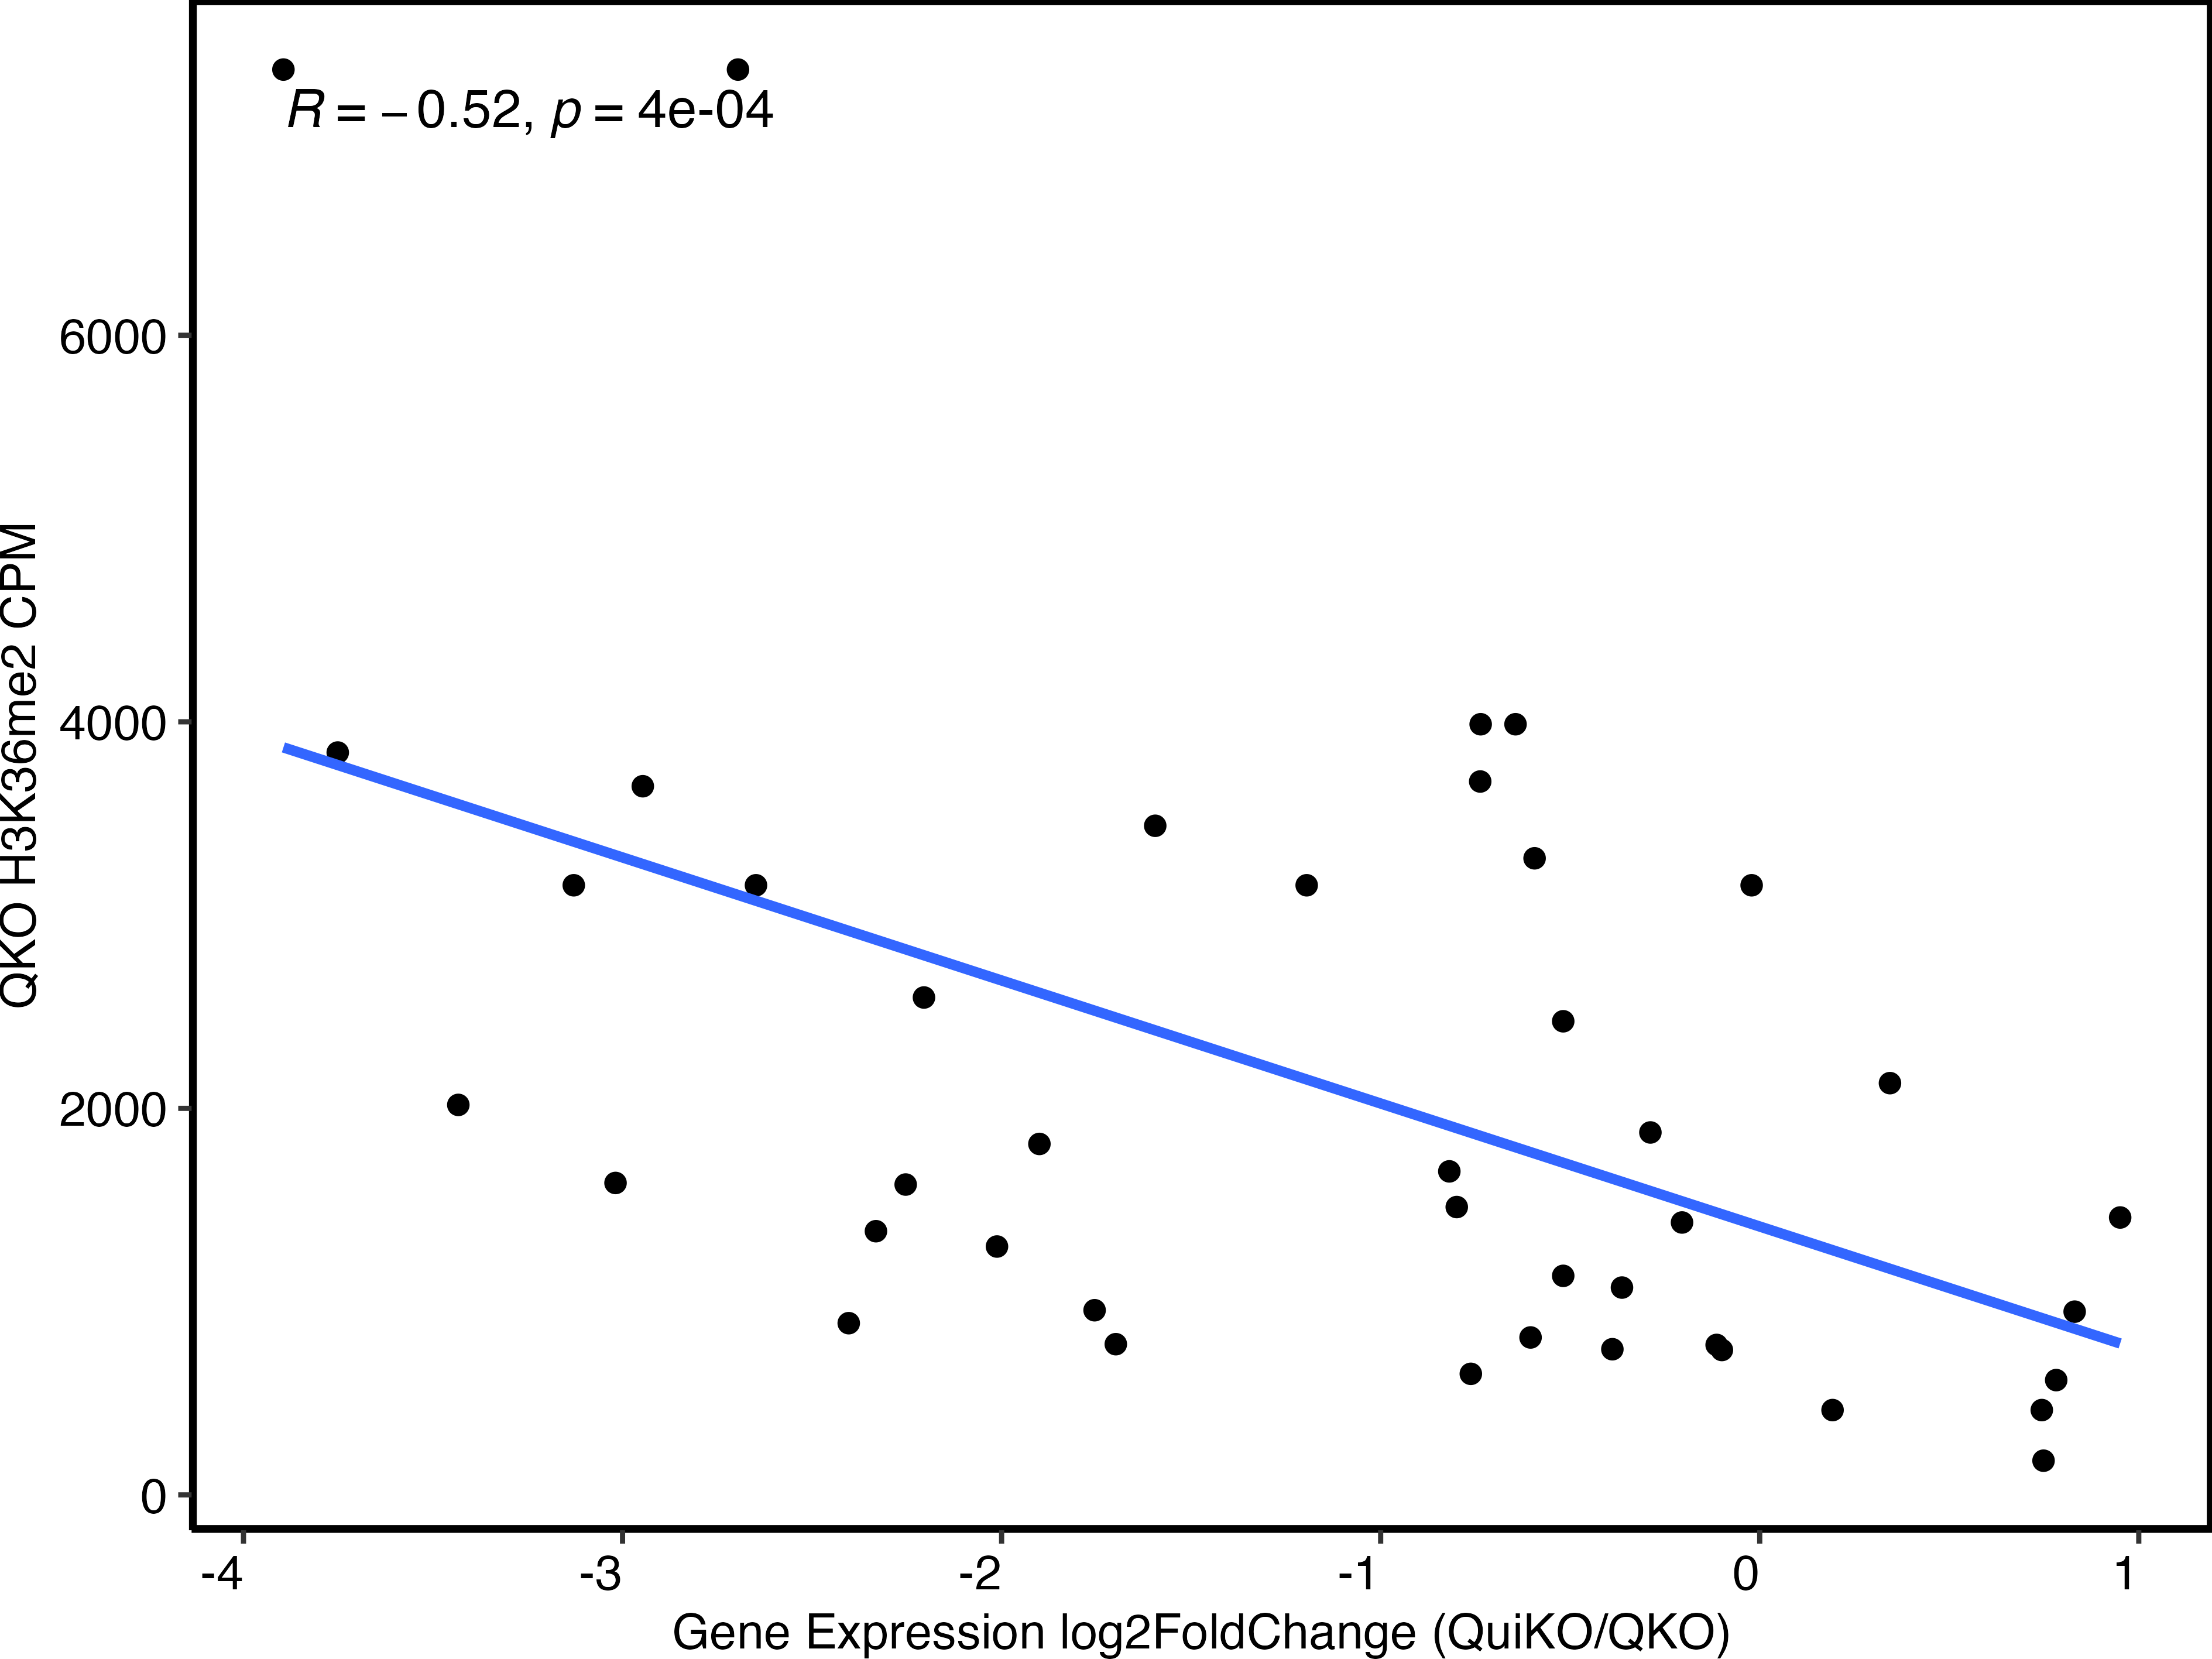 R = −0.52, p = 4e-04
6000
4000
2000
0
QKO H3K36me2 CPM
-4 -3 -2 -1 0 1
Gene Expression log2FoldChange (QuiKO/QKO)